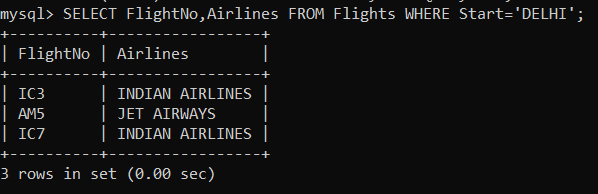 mysql> SELECT FlightNo,Airlines FROM Flights WHERE Start='DELHI';
+----------+-----------------+
| FlightNo | Airlines        |
+----------+-----------------+
| IC3      | INDIAN AIRLINES |
| AM5      | JET AIRWAYS     |
| IC7      | INDIAN AIRLINES |
+----------+-----------------+
3 rows in set (0.00 sec)